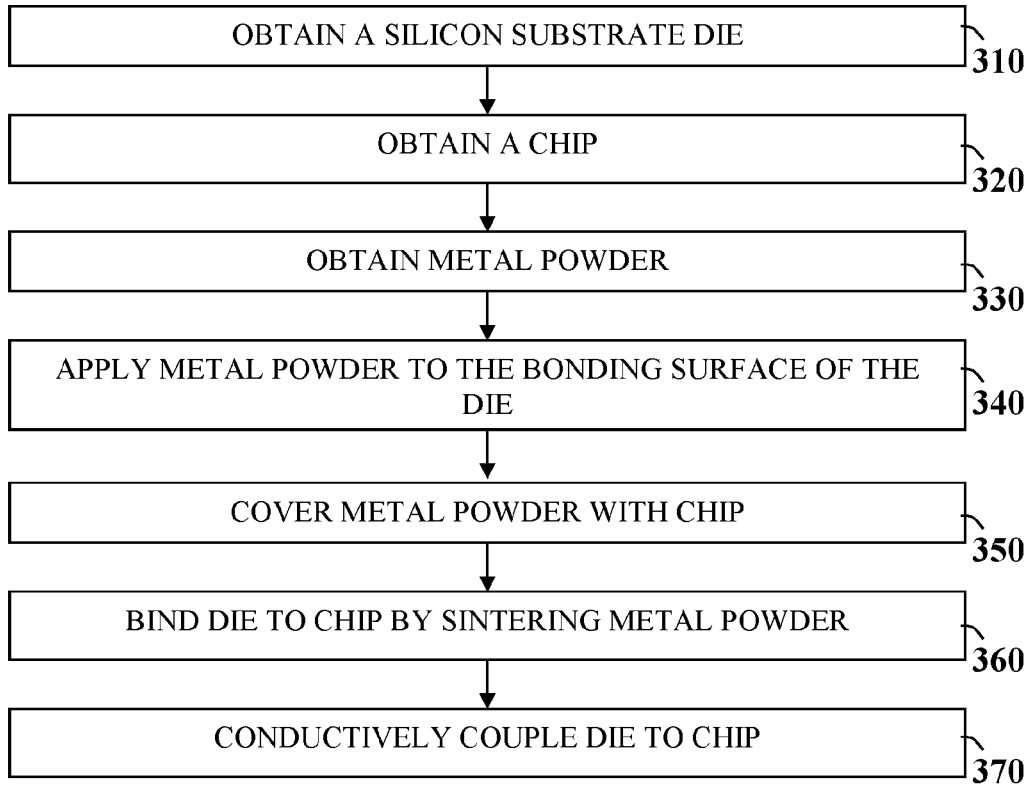 OBTAIN A SILICON SUBSTRATE DIE
310
OBTAIN A CHIP
320
OBTAIN METAL POWDER
330
APPLY METAL POWDER TO THE BONDING SURFACE OF THE
DIE
340
COVER METAL POWDER WITH CHIP
350
BIND DIE TO CHIP BY SINTERING METAL POWDER
360
CONDUCTIVELY COUPLE DIE TO CHIP
370